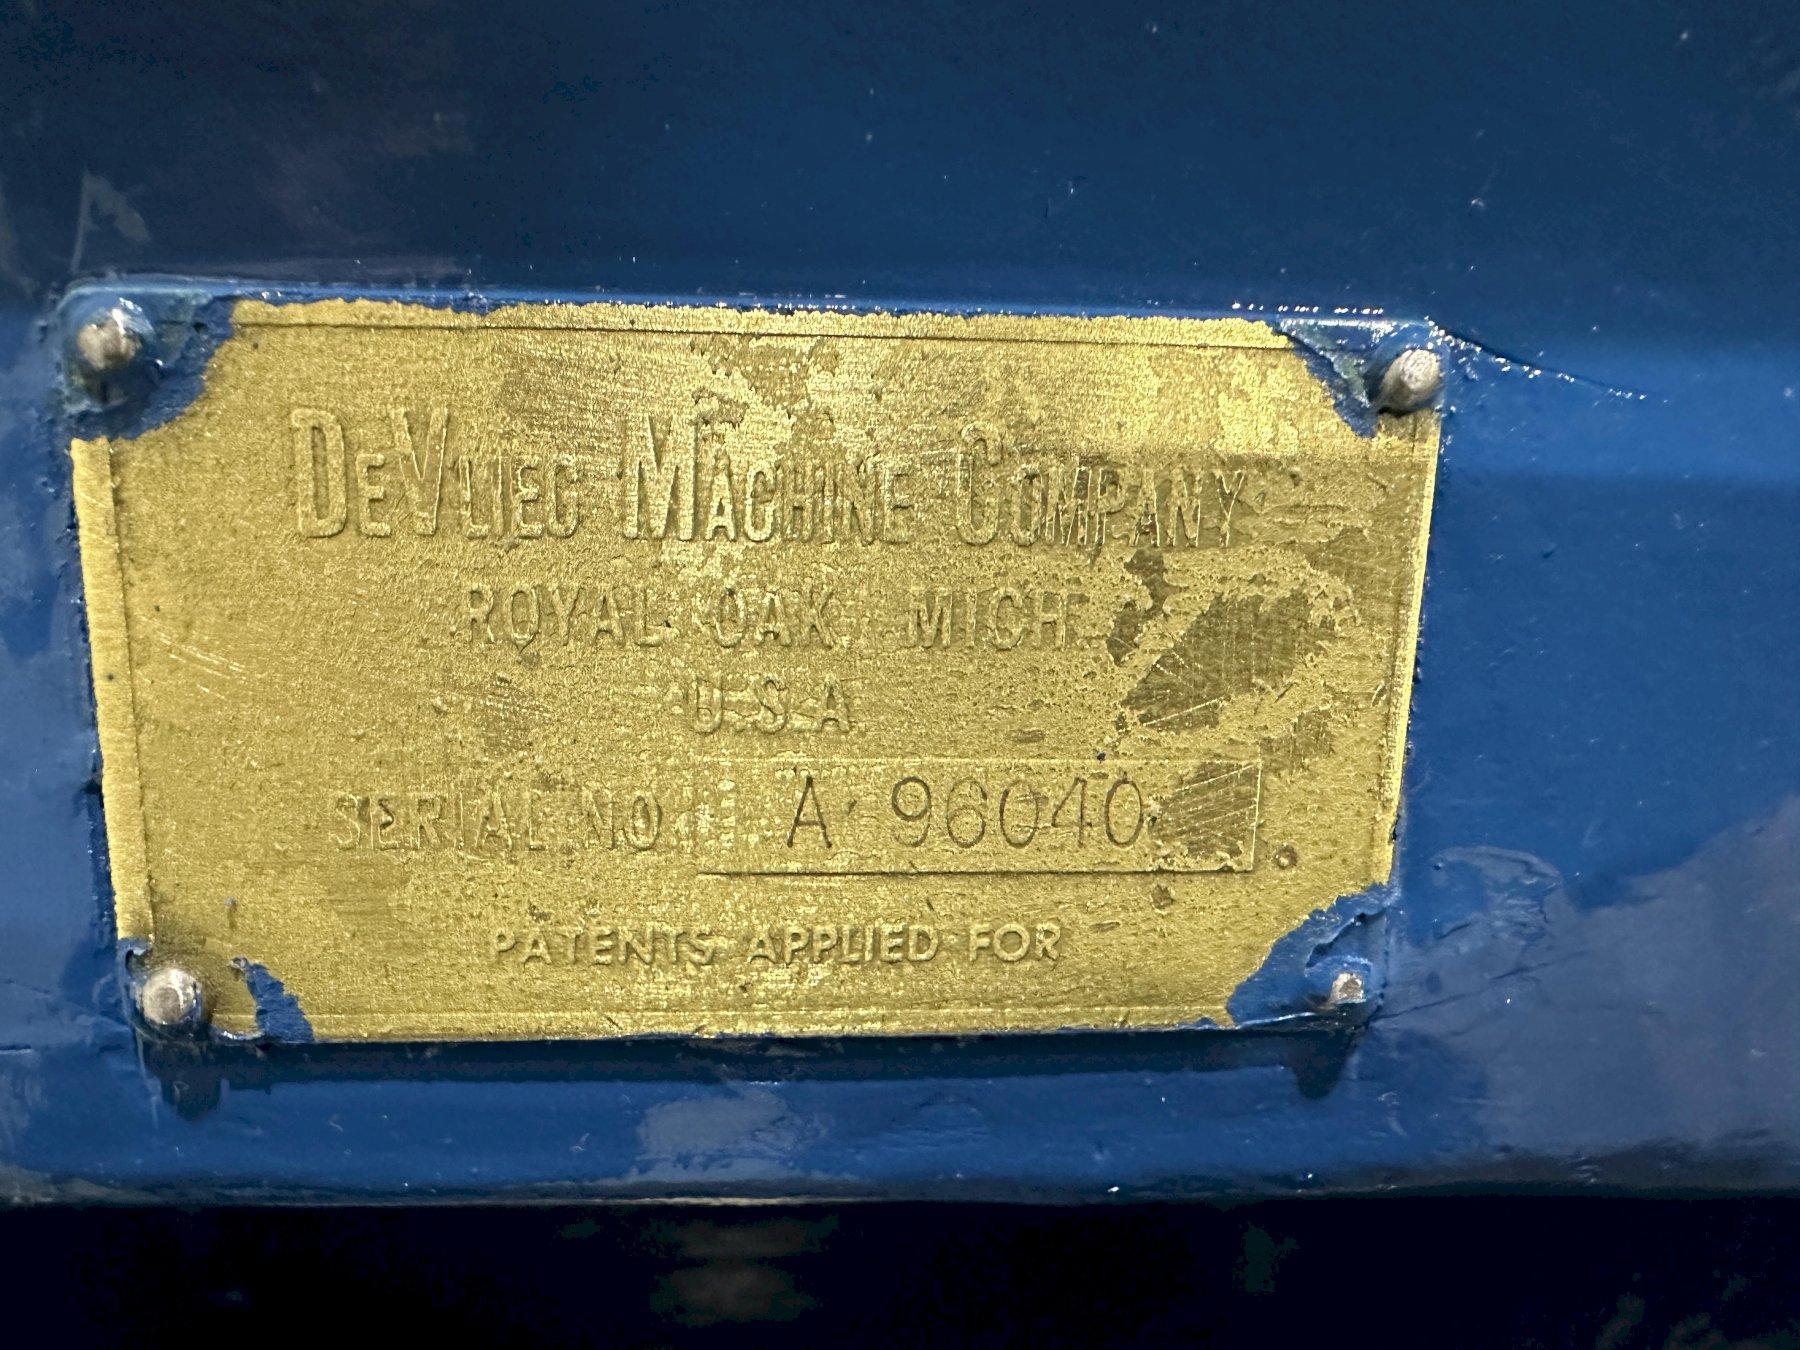 DeVlieg Machine Company
ROYAL OAK, MICH.
U.S.A.
SERIAL NO. A 96040
PATENTS APPLIED FOR